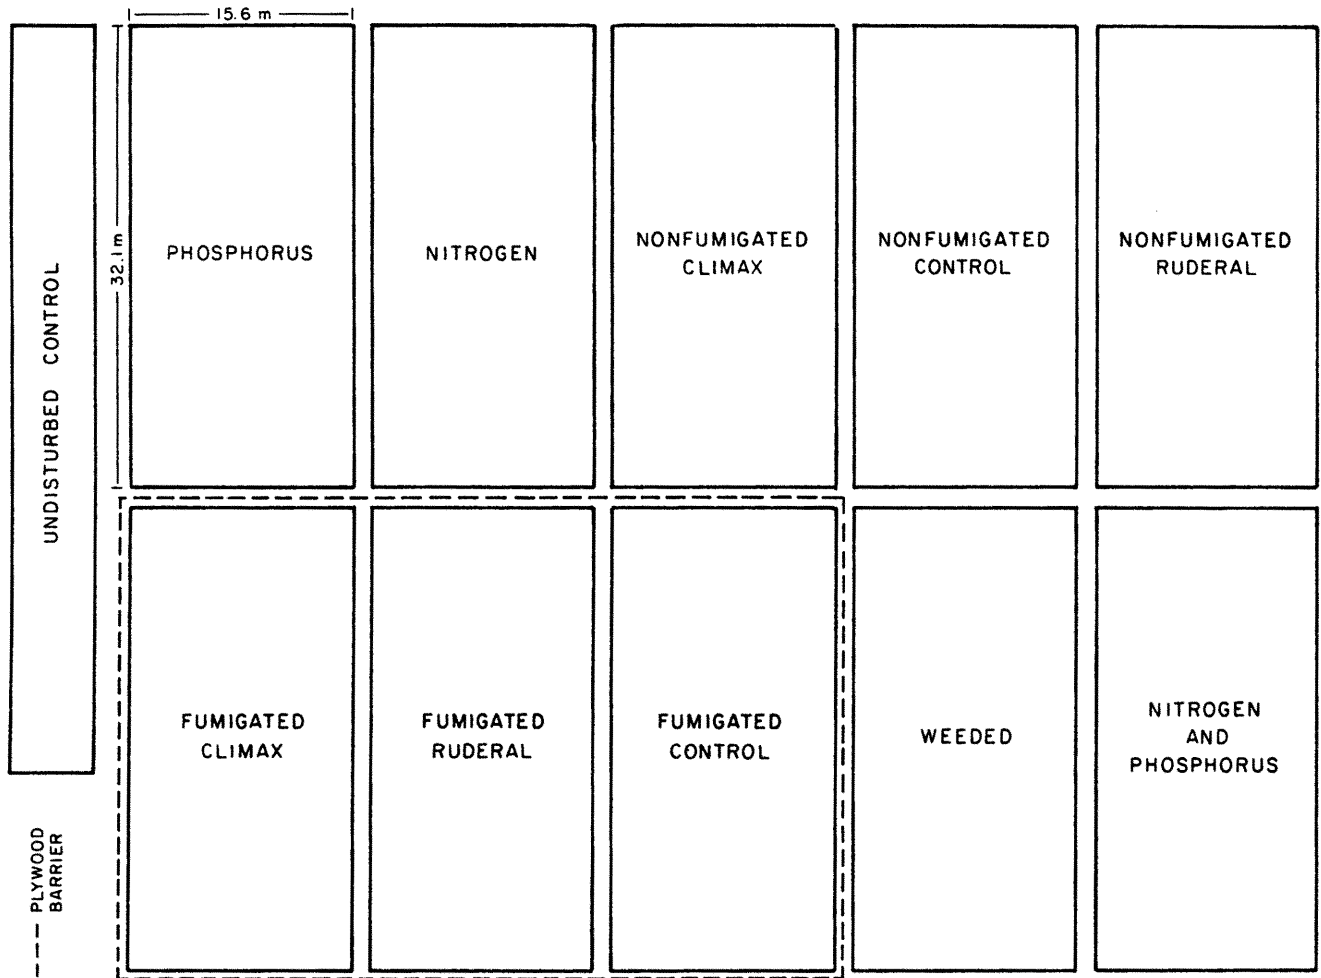 15.6 m
32.1 m
UNDISTURBED CONTROL
PHOSPHORUS
NITROGEN
NONFUMIGATED
CLIMAX
NONFUMIGATED
CONTROL
NONFUMIGATED
RUDERAL
FUMIGATED
CLIMAX
FUMIGATED
RUDERAL
FUMIGATED
CONTROL
WEEDED
NITROGEN
AND
PHOSPHORUS
PLYWOOD
BARRIER